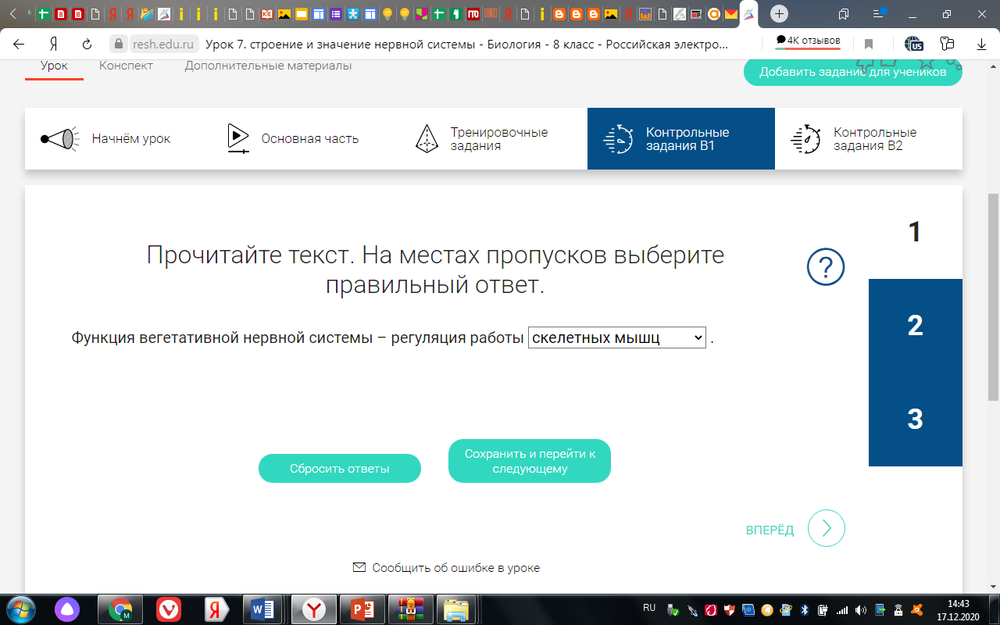 resh.edu.ru Урок 7. строение и значение нервной системы - Биология - 8 класс - Российская электро... 4К отзывов US
Урок Конспект Дополнительные материалы Добавить задание для учеников
Начнём урок
Основная часть
Тренировочные
задания
Контрольные
задания В1
Контрольные
задания В2
1
Прочитайте текст. На местах пропусков выберите
правильный ответ.
?
2
Функция вегетативной нервной системы – регуляция работы скелетных мышц .
3
Сбросить ответы
Сохранить и перейти к
следующему
ВПЕРЁД
Сообщить об ошибке в уроке
RU
14:43
17.12.2020